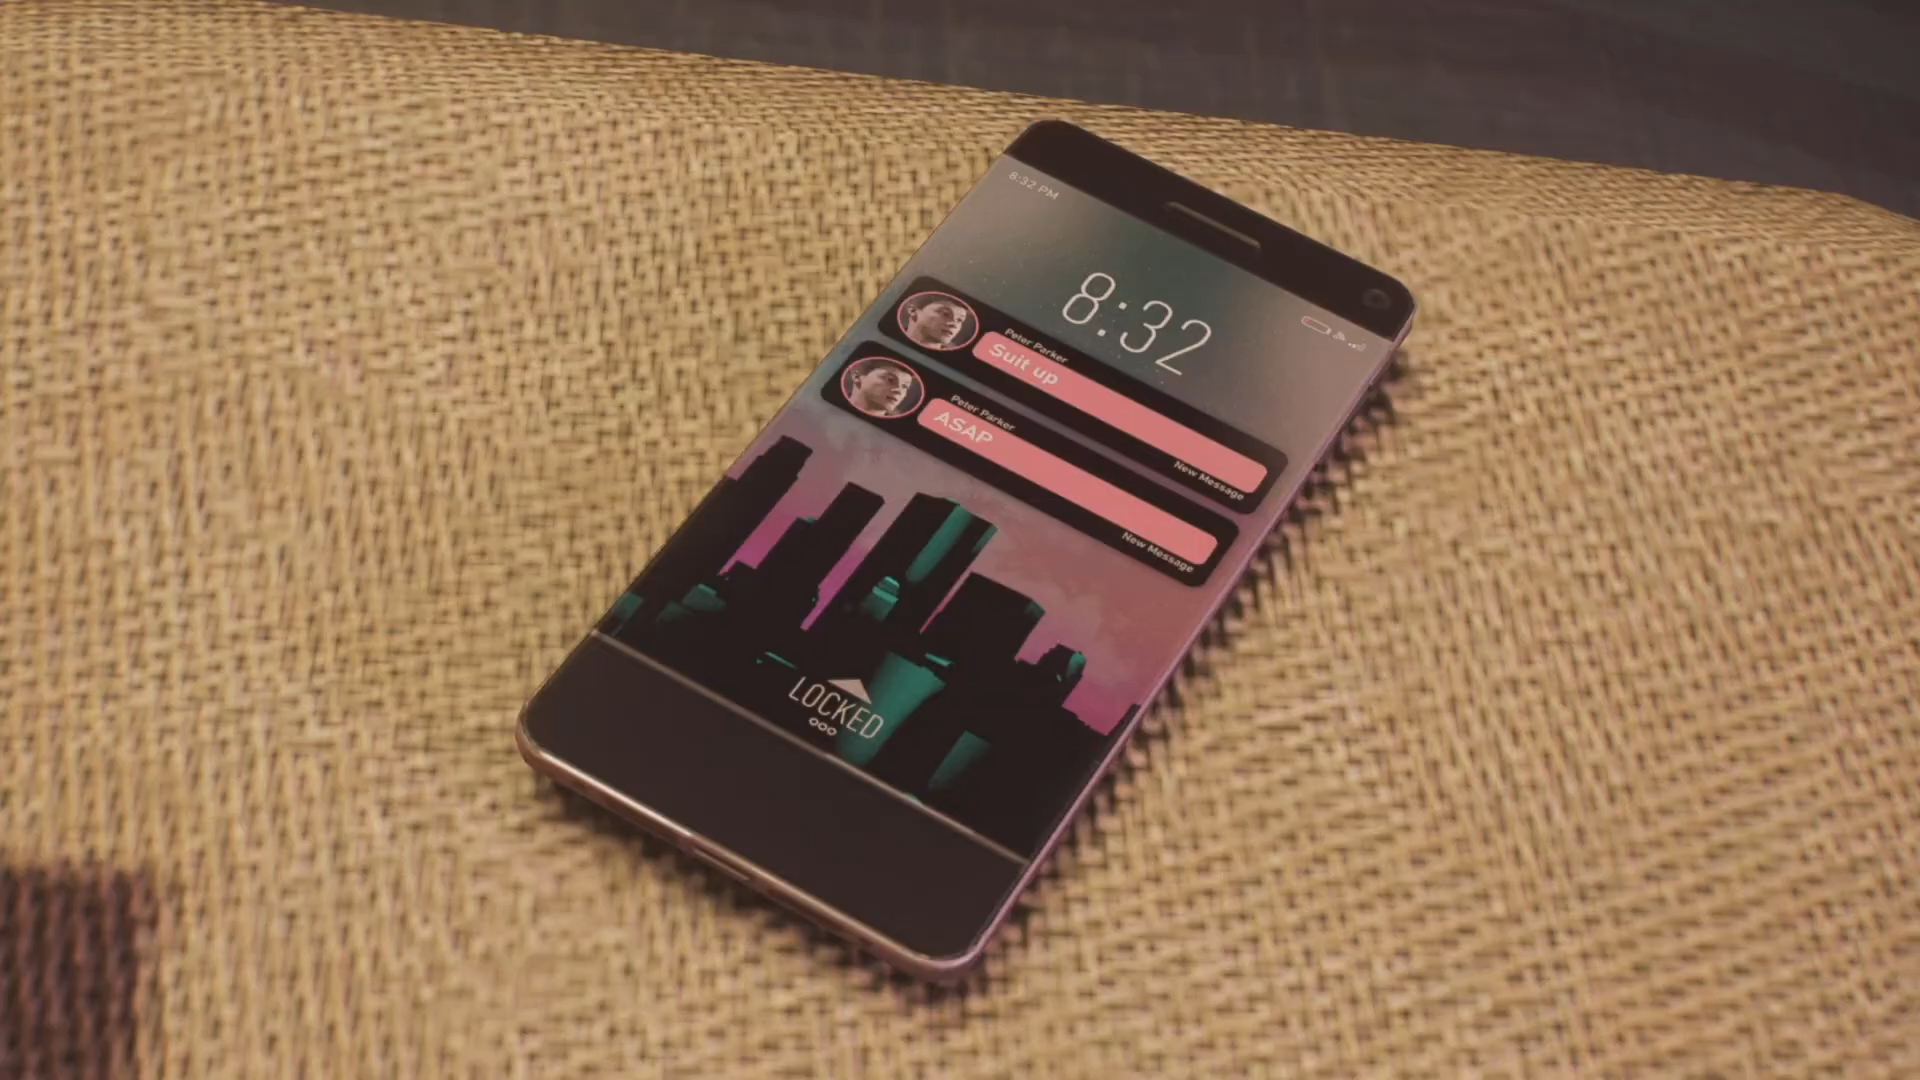 8:32 PM
8:32
Peter Parker
Suit up
New Message
Peter Parker
ASAP
New Message
LOCKED